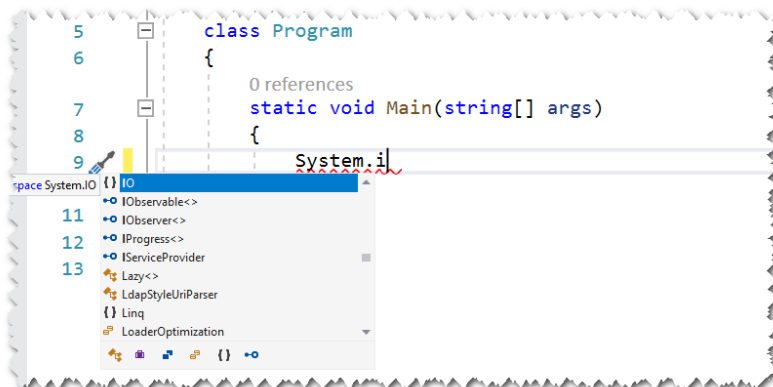 5 class Program
6 {
0 references
7 static void Main(string[] args)
8 {
9 System.i
space System.IO {} IO
IObservable<>
11 IObserver<>
12 IProgress<>
IServiceProvider
13 Lazy<>
LdapStyleUriParser
{} Linq
LoaderOptimization
{}